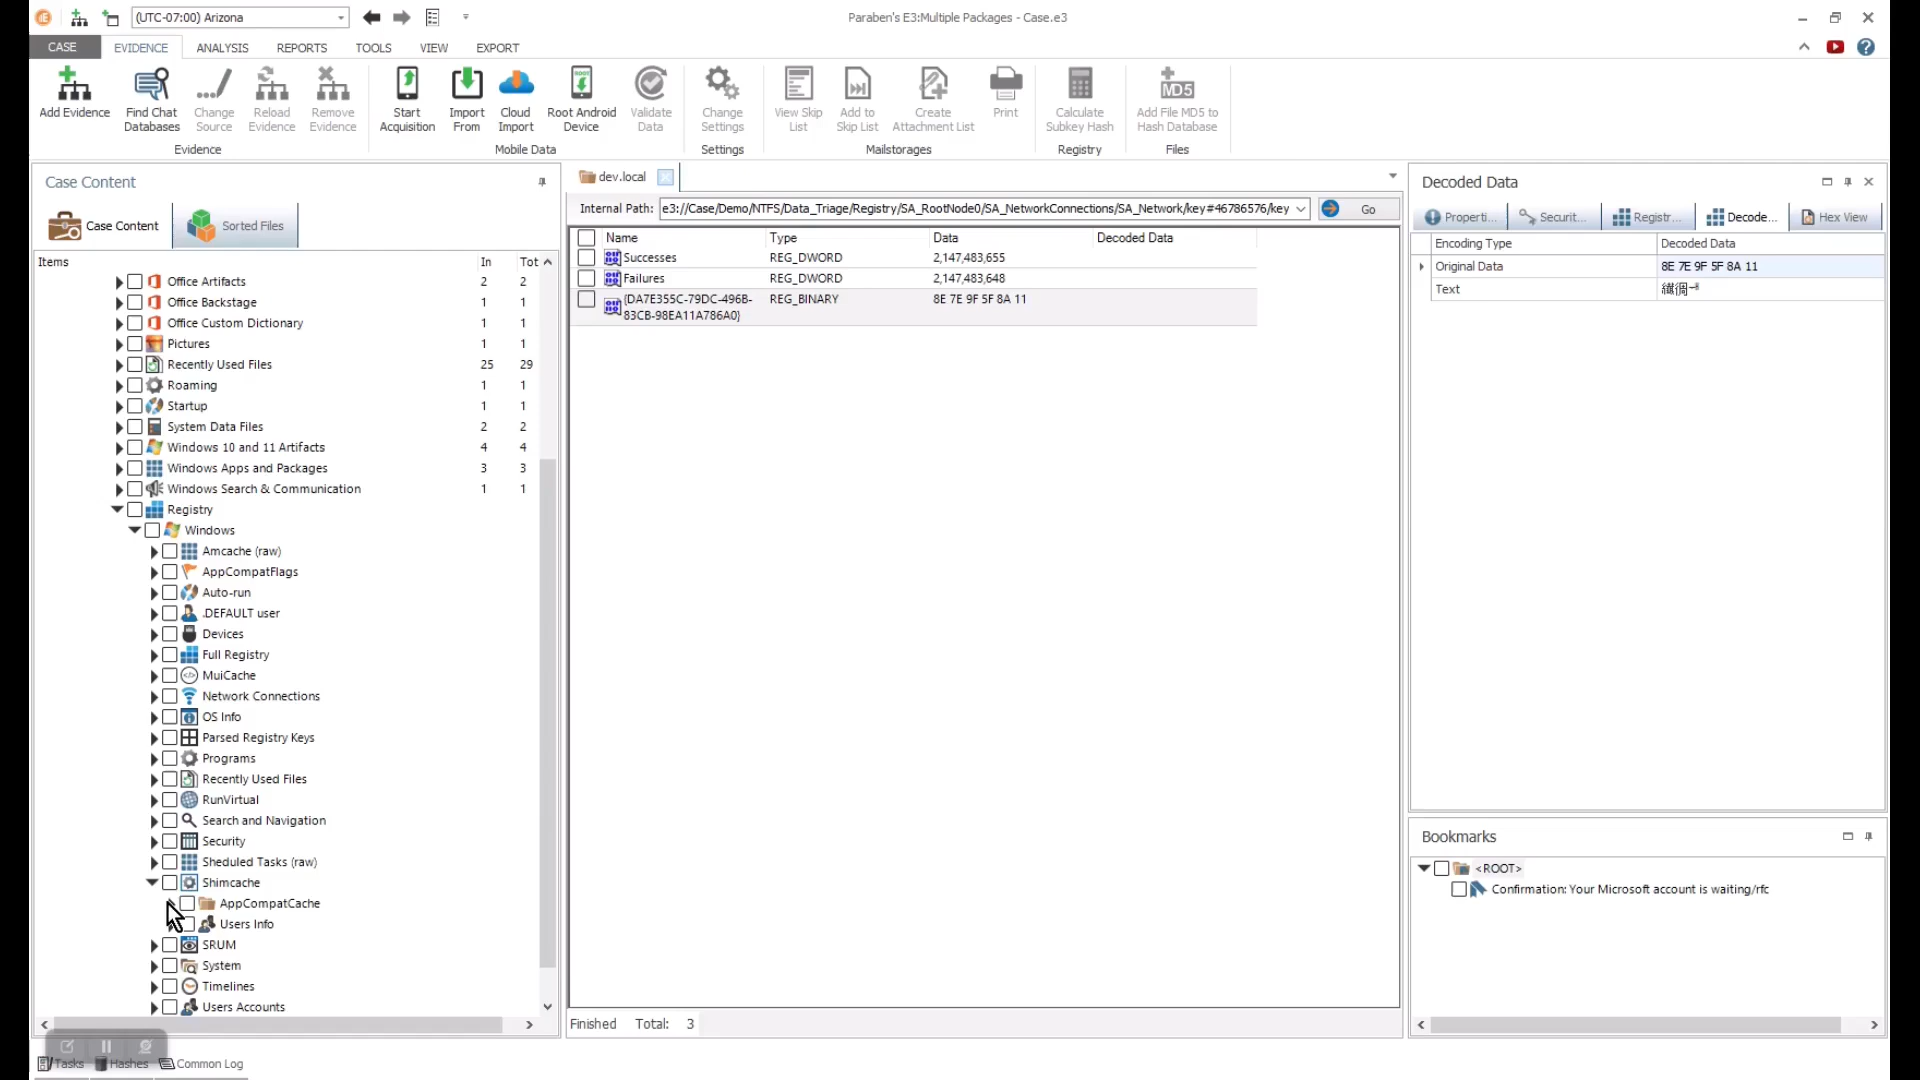 (UTC-07:00) Arizona
Paraben's E3:Multiple Packages - Case.e3
CASE
EVIDENCE
ANALYSIS
REPORTS
TOOLS
VIEW
EXPORT
Add Evidence
Find Chat
Databases
Change
Source
Reload
Evidence
Remove
Evidence
Evidence
Start
Acquisition
Import
From
Cloud
Import
Root Android
Device
Validate
Data
Mobile Data
Change
Settings
Settings
View Skip
List
Add to
Skip List
Create
Attachment List
Print
Mailstorages
Calculate
Subkey Hash
Registry
MD5
Add File MD5 to
Hash Database
Files
Case Content
Case Content
Sorted Files
Items In Tot
Office Artifacts 2 2
Office Backstage 1 1
Office Custom Dictionary 1 1
Pictures 1 1
Recently Used Files 25 29
Roaming 1 1
Startup 1 1
System Data Files 2 2
Windows 10 and 11 Artifacts 4 4
Windows Apps and Packages 3 3
Windows Search & Communication 1 1
Registry
Windows
Amcache (raw)
AppCompatFlags
Auto-run
.DEFAULT user
Devices
Full Registry
MuiCache
Network Connections
OS Info
Parsed Registry Keys
Programs
Recently Used Files
RunVirtual
Search and Navigation
Security
Sheduled Tasks (raw)
Shimcache
AppCompatCache
Users Info
SRUM
System
Timelines
Users Accounts
Tasks
Hashes
Common Log
dev.local
Internal Path: e3://Case/Demo/NTFS/Data_Triage/Registry/SA_RootNode0/SA_NetworkConnections/SA_Network/key#46786576/key
Go
Name Type Data Decoded Data
Successes REG_DWORD 2,147,483,655
Failures REG_DWORD 2,147,483,648
{DA7E355C-79DC-496B- REG_BINARY 8E 7E 9F 5F 8A 11
83CB-98EA11A786A0}
Finished Total: 3
Decoded Data
Properti...
Securit...
Registr...
Decode...
Hex View
Encoding Type Decoded Data
Original Data 8E 7E 9F 5F 8A 11
Text
Bookmarks
<ROOT>
Confirmation: Your Microsoft account is waiting/rfc